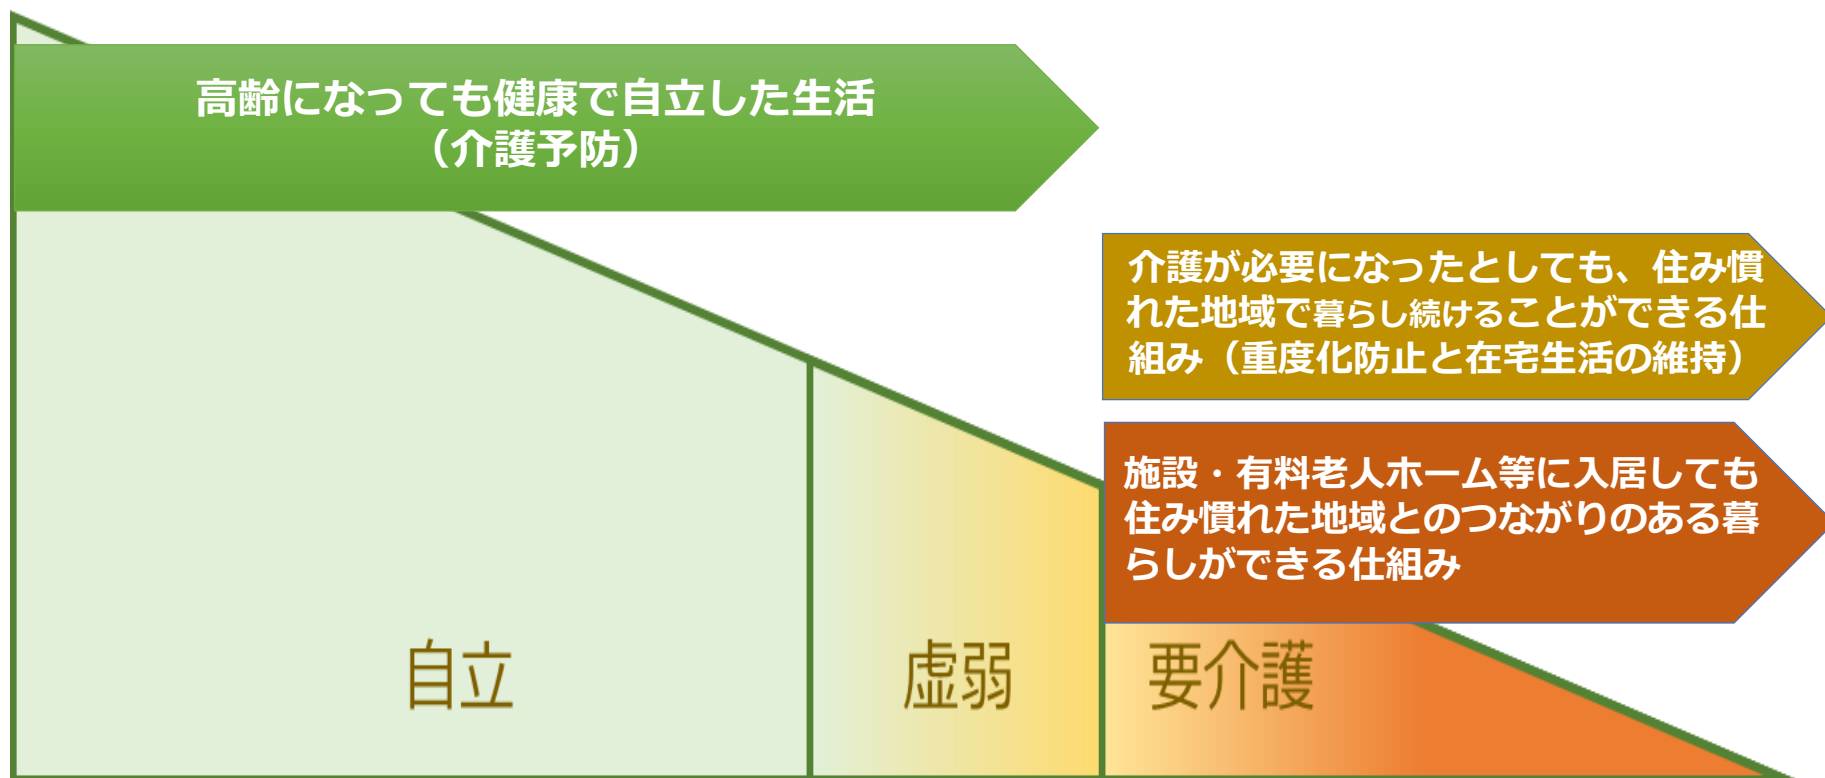 高齢になっても健康で自立した生活
（介護予防）
介護が必要になったとしても、住み慣
れた地域で暮らし続けることができる仕
組み（重度化防止と在宅生活の維持）
施設・有料老人ホーム等に入居しても
住み慣れた地域とのつながりのある暮
らしができる仕組み
自立
虚弱
要介護